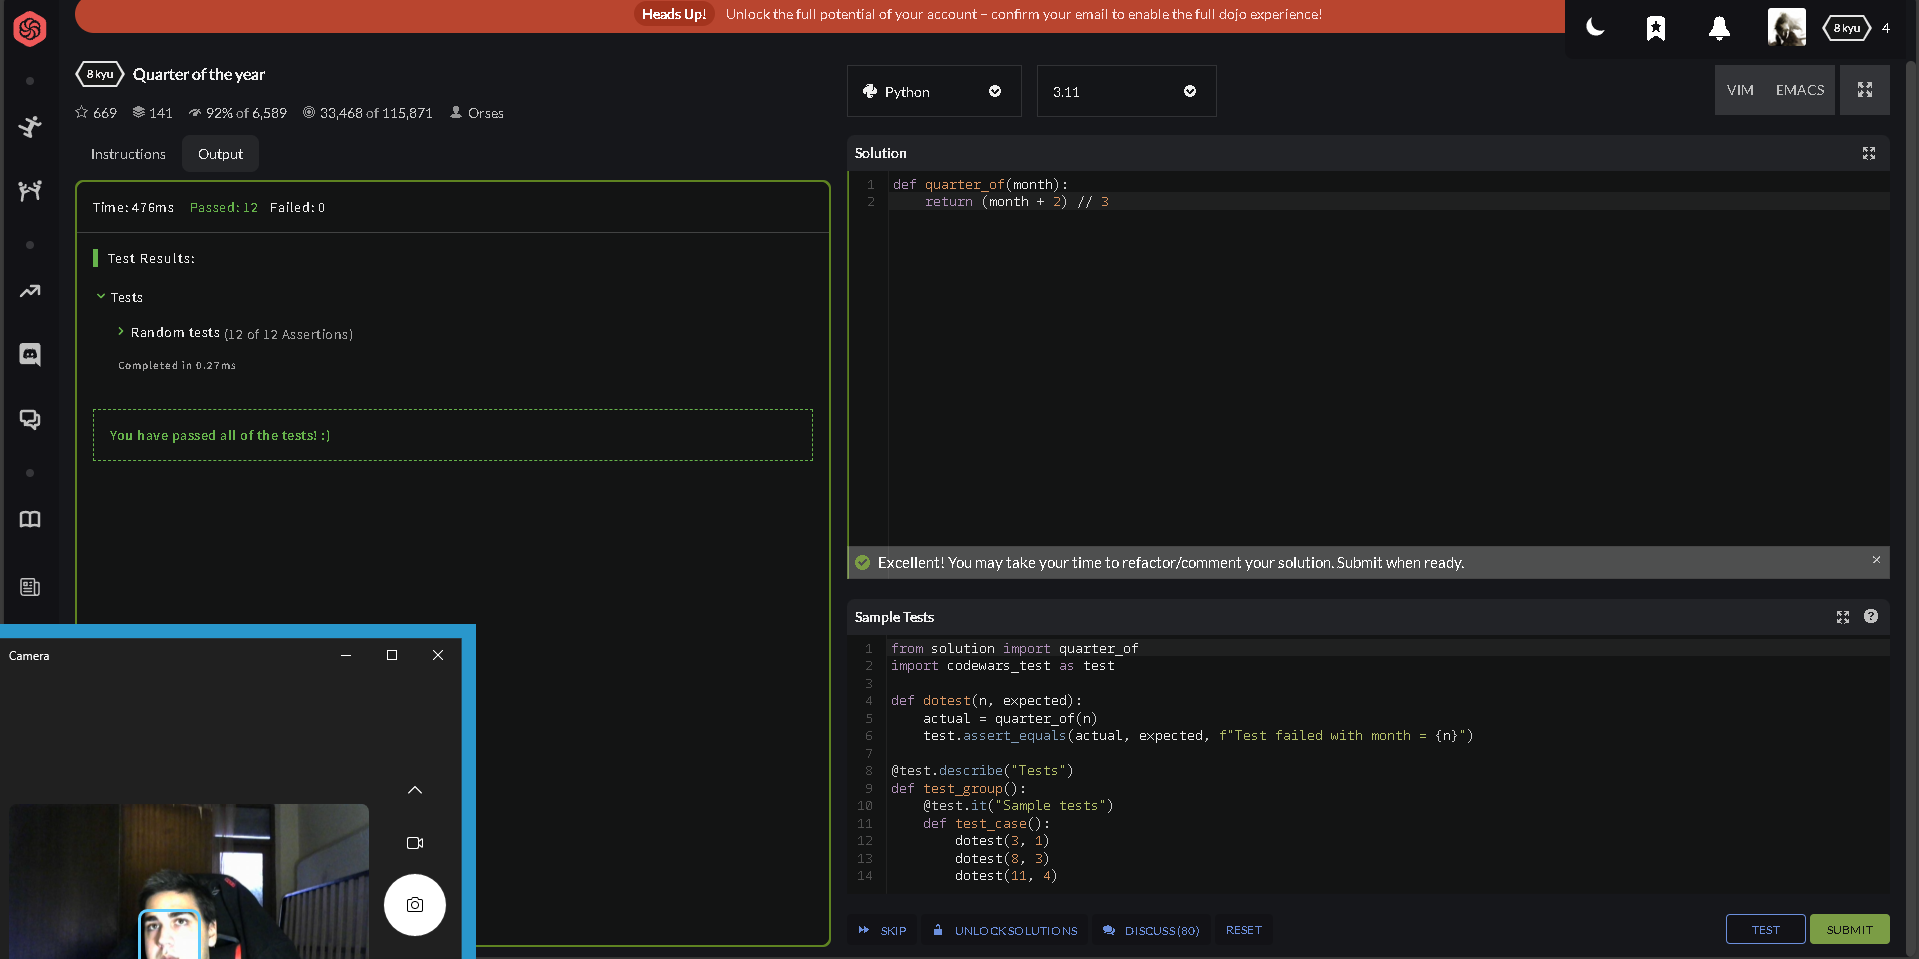 Heads Up! Unlock the full potential of your account – confirm your email to enable the full dojo experience!
8 kyu 4
8 kyu Quarter of the year
669 141 92% of 6,589 33,468 of 115,871 Orses
Instructions Output
Time: 476ms Passed: 12 Failed: 0
Test Results:
Tests
Random tests (12 of 12 Assertions)
Completed in 0.27ms
You have passed all of the tests! :)
Python 3.11
VIM EMACS
Solution
1 def quarter_of(month):
2     return (month + 2) // 3
Excellent! You may take your time to refactor/comment your solution. Submit when ready.
Sample Tests
1 from solution import quarter_of
2 import codewars_test as test
3
4 def dotest(n, expected):
5     actual = quarter_of(n)
6     test.assert_equals(actual, expected, f"Test failed with month = {n}")
7
8 @test.describe("Tests")
9 def test_group():
10     @test.it("Sample tests")
11     def test_case():
12         dotest(3, 1)
13         dotest(8, 3)
14         dotest(11, 4)
SKIP UNLOCK SOLUTIONS DISCUSS (80) RESET TEST SUBMIT
Camera